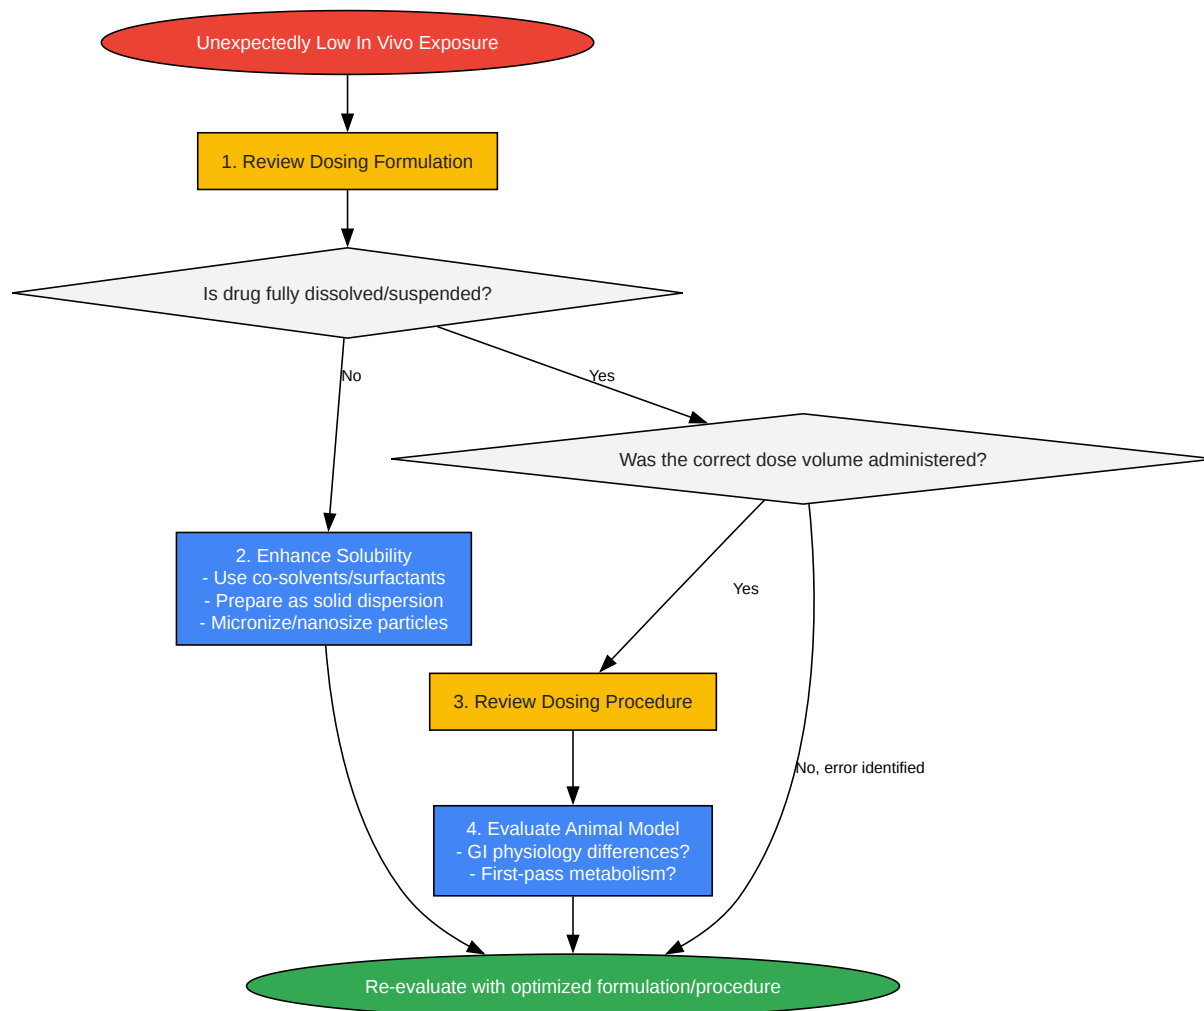 Unexpectedly Low In Vivo Exposure
1. Review Dosing Formulation
Is drug fully dissolved/suspended?
No
Yes
Was the correct dose volume administered?
2. Enhance Solubility
- Use co-solvents/surfactants
- Prepare as solid dispersion
- Micronize/nanosize particles
Yes
3. Review Dosing Procedure
No, error identified
4. Evaluate Animal Model
- GI physiology differences?
- First-pass metabolism?
Re-evaluate with optimized formulation/procedure